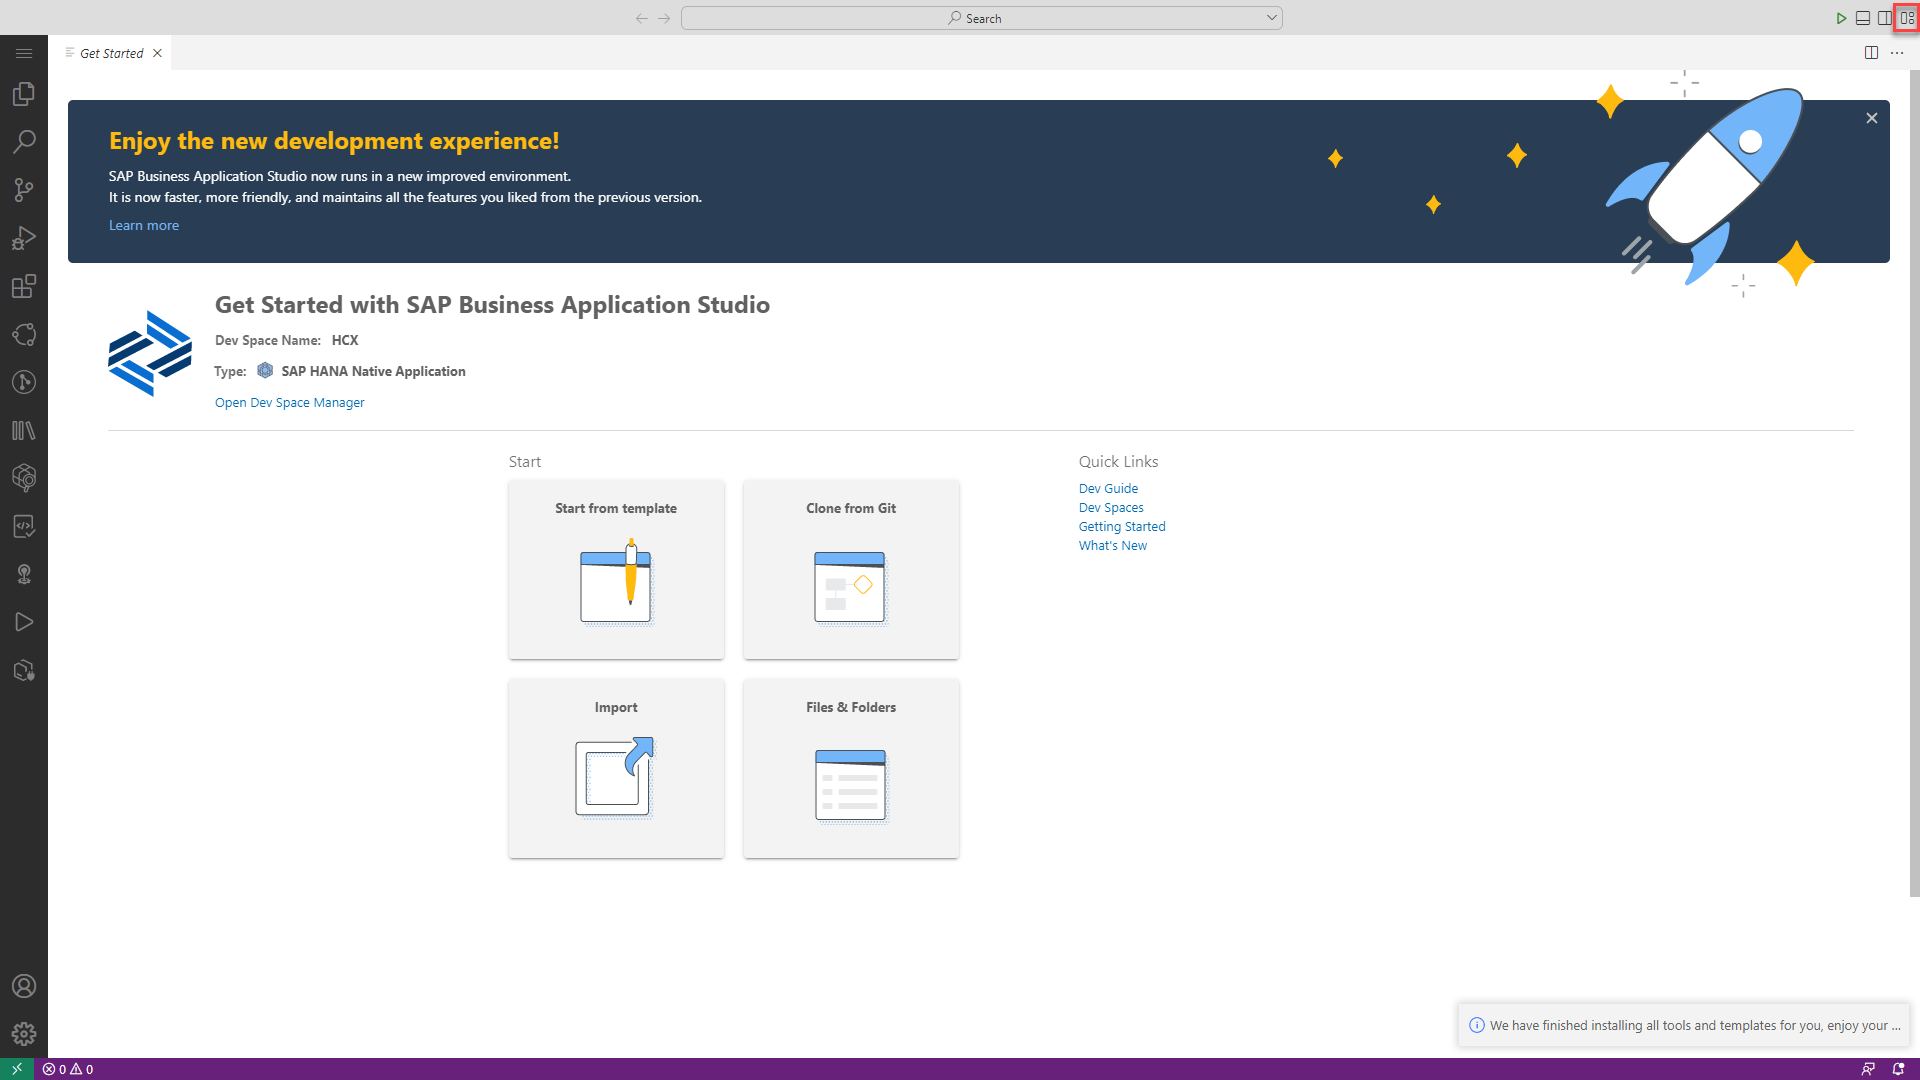 Search
Get Started
Enjoy the new development experience!
SAP Business Application Studio now runs in a new improved environment.
It is now faster, more friendly, and maintains all the features you liked from the previous version.
Learn more
Get Started with SAP Business Application Studio
Dev Space Name: HCX
Type: SAP HANA Native Application
Open Dev Space Manager
Start
Start from template
Clone from Git
Import
Files & Folders
Quick Links
Dev Guide
Dev Spaces
Getting Started
What's New
We have finished installing all tools and templates for you, enjoy your ...
0 0